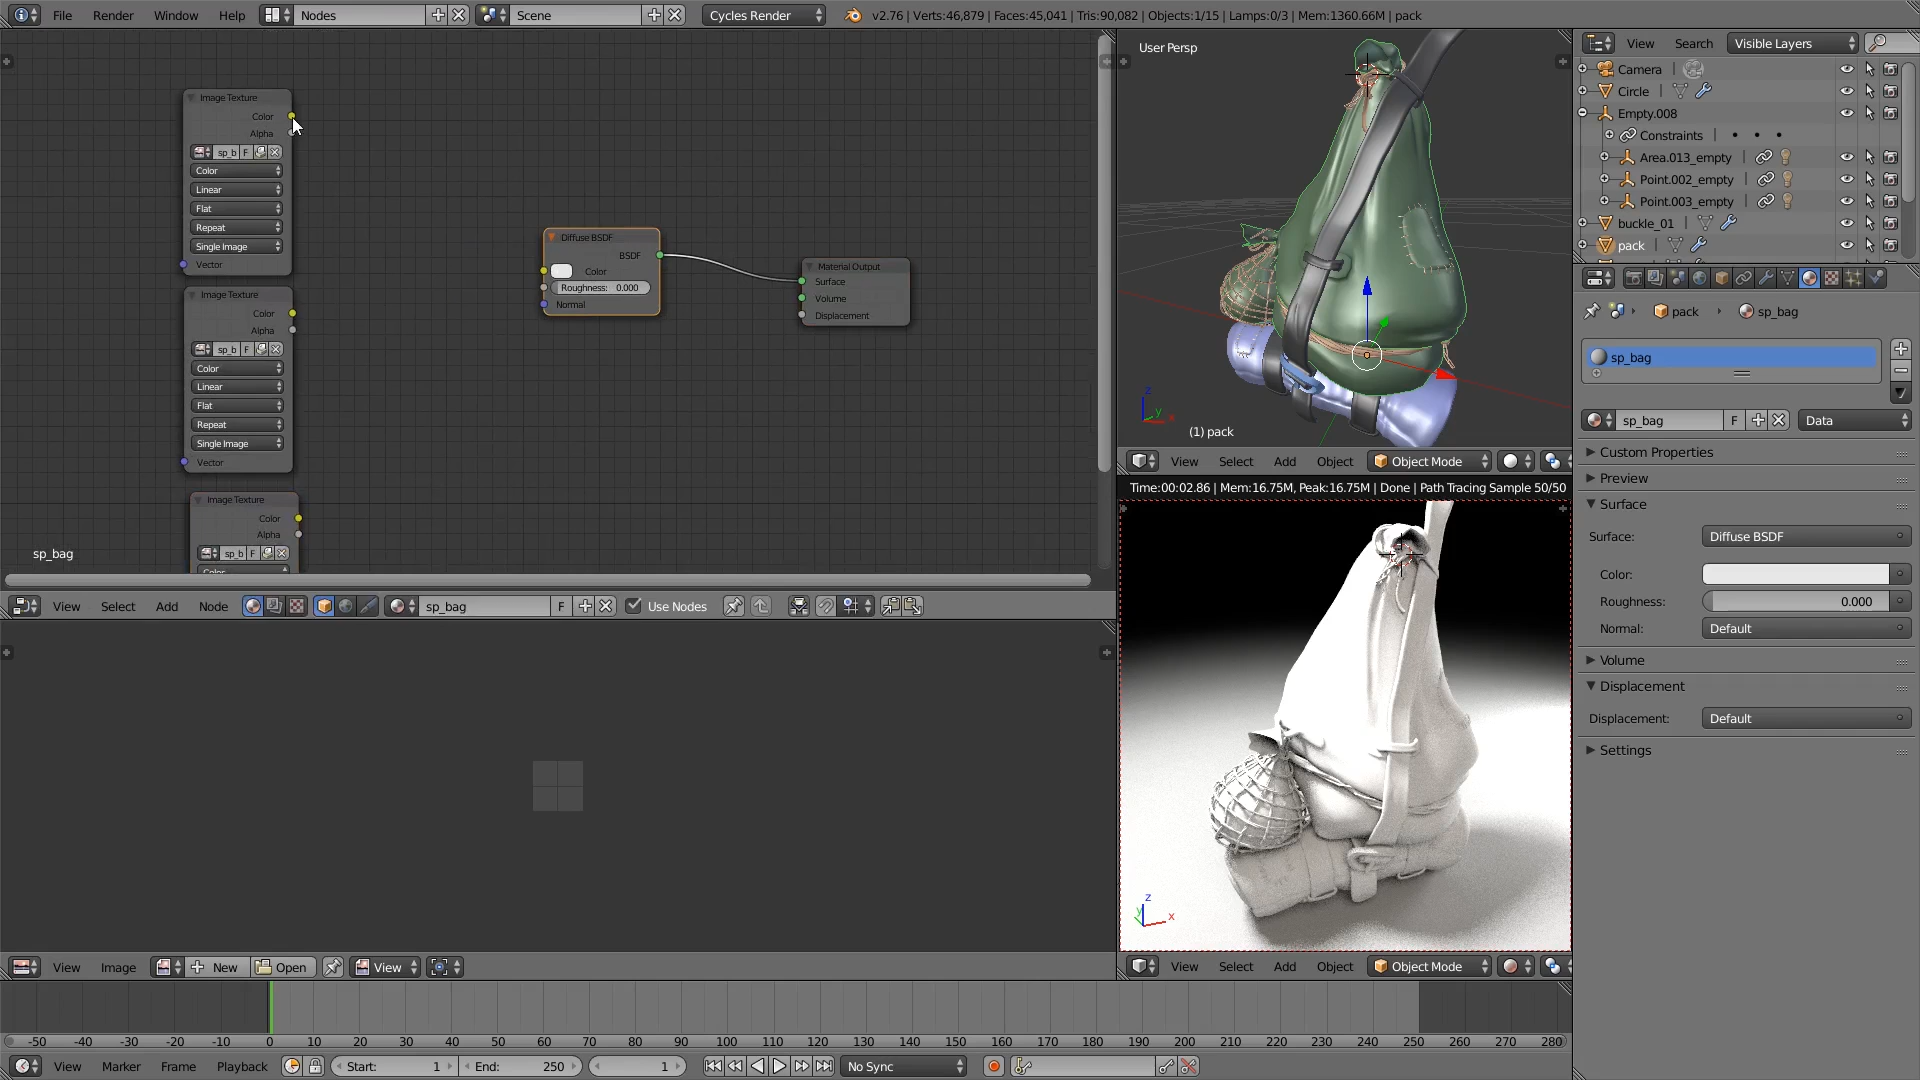 File Render Window Help Nodes Scene Cycles Render v2.76 | Verts:46,879 | Faces:45,041 | Tris:90,082 | Objects:1/15 | Lamps:0/3 | Mem:1360.66M | pack
Image Texture
Color
Alpha
sp_b F
Color
Linear
Flat
Repeat
Single Image
Vector
Image Texture
Color
Alpha
sp_b F
Color
Linear
Flat
Repeat
Single Image
Vector
Image Texture
Color
Alpha
sp_b F
Color
Diffuse BSDF
BSDF
Color
Roughness: 0.000
Normal
Material Output
Surface
Volume
Displacement
sp_bag
View Select Add Node sp_bag F Use Nodes
View Image New Open View
User Persp
z
y
x
(1) pack
View Select Add Object Object Mode
Time:00:02.86 | Mem:16.75M, Peak:16.75M | Done | Path Tracing Sample 50/50
z
y
x
View Select Add Object Object Mode
View Search Visible Layers
Camera
Circle
Empty.008
Constraints
Area.013_empty
Point.002_empty
Point.003_empty
buckle_01
pack
pack sp_bag
sp_bag
sp_bag F Data
Custom Properties
Preview
Surface
Surface: Diffuse BSDF
Color:
Roughness: 0.000
Normal: Default
Volume
Displacement
Displacement: Default
Settings
-50 -40 -30 -20 -10 0 10 20 30 40 50 60 70 80 90 100 110 120 130 140 150 160 170 180 190 200 210 220 230 240 250 260 270 280
View Marker Frame Playback Start: 1 End: 250 1 No Sync